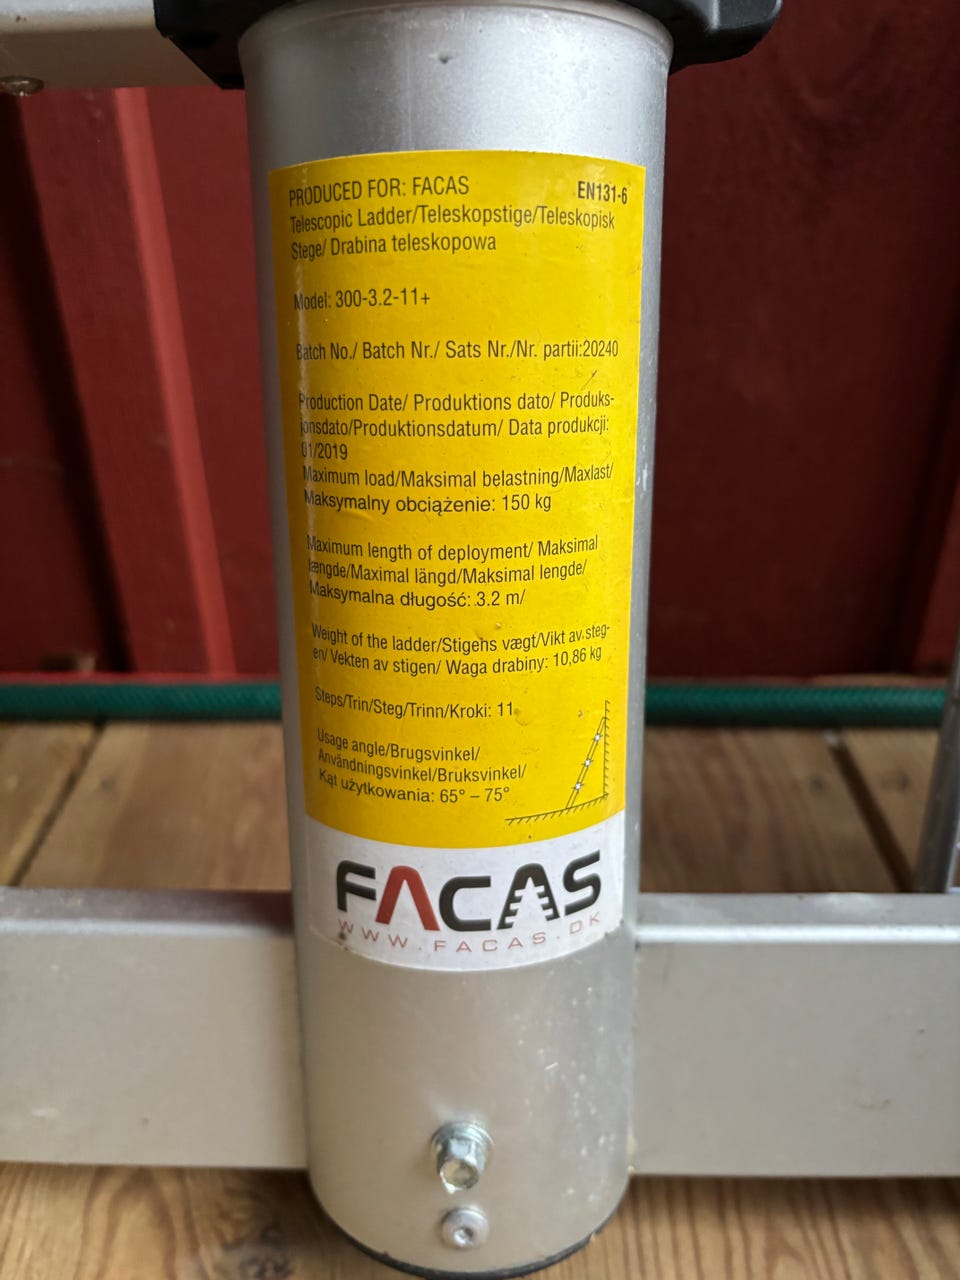 PRODUCED FOR: FACAS
EN131-6
Telescopic Ladder/Teleskopstige/Teleskopisk
Stege/ Drabina teleskopowa
Model: 300-3.2-11+
Batch No./ Batch Nr./ Sats Nr./Nr. partii:20240
Production Date/ Produktions dato/ Produks-
jonsdato/Produktionsdatum/ Data produkcji:
01/2019
Maximum load/Maksimal belastning/Maxlast/
Maksymalny obciążenie: 150 kg
Maximum length of deployment/ Maksimal
længde/Maximal längd/Maksimal lengde/
Maksymalna długość: 3.2 m/
Weight of the ladder/Stigens vægt/Vikt av steg-
en/ Vekten av stigen/ Waga drabiny: 10,86 kg
Steps/Trin/Steg/Trinn/Kroki: 11
Usage angle/Brugsvinkel/
Användningsvinkel/Bruksvinkel/
Kąt użytkowania: 65° – 75°
FACAS
WWW.FACAS.DK